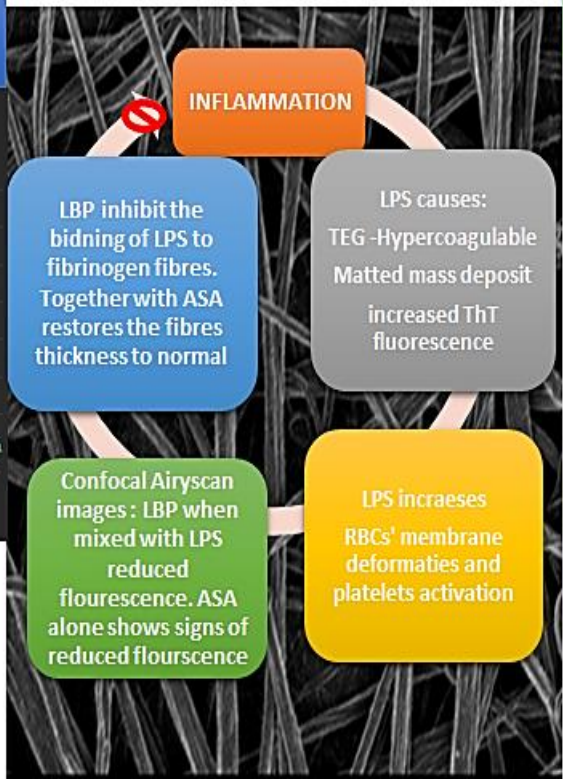 INFLAMMATION
LPS causes:
TEG -Hypercoagulable
Matted mass deposit
increased ThT
fluorescence
LPS incraeses
RBCs' membrane
deformaties and
platelets activation
Confocal Airyscan
images : LBP when
mixed with LPS
reduced
flourescence. ASA
alone shows signs of
reduced flourscence
LBP inhibit the
bidning of LPS to
fibrinogen fibres.
Together with ASA
restores the fibres
thickness to normal